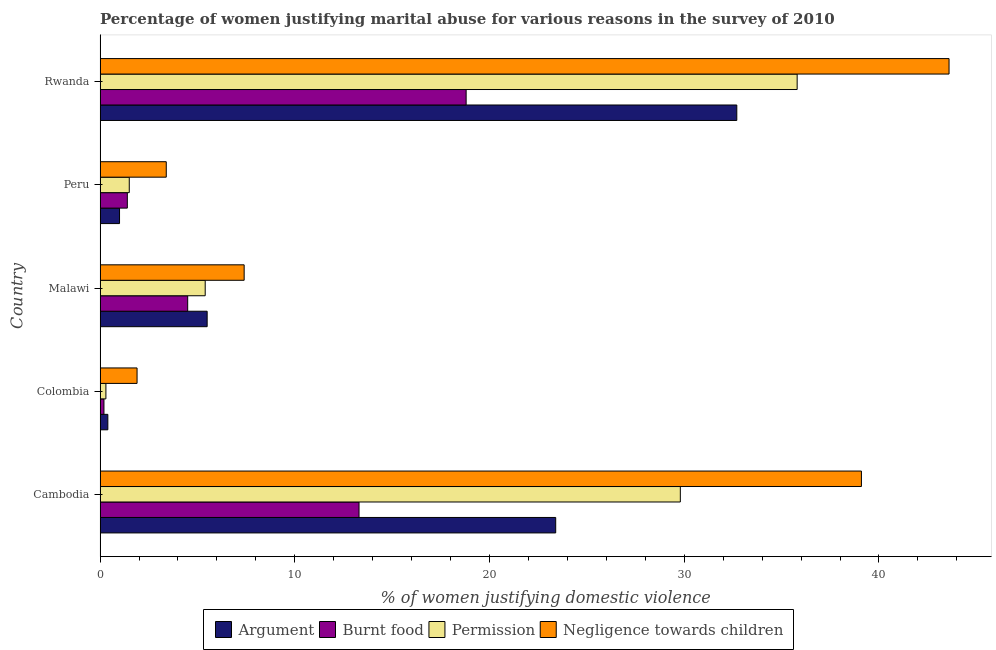 Percentage of women justifying marital abuse for various reasons in the survey of 2010
Country
Rwanda
Peru
Malawi
Colombia
Cambodia
0 10 20 30 40
% of women justifying domestic violence
Argument Burnt food Permission Negligence towards children